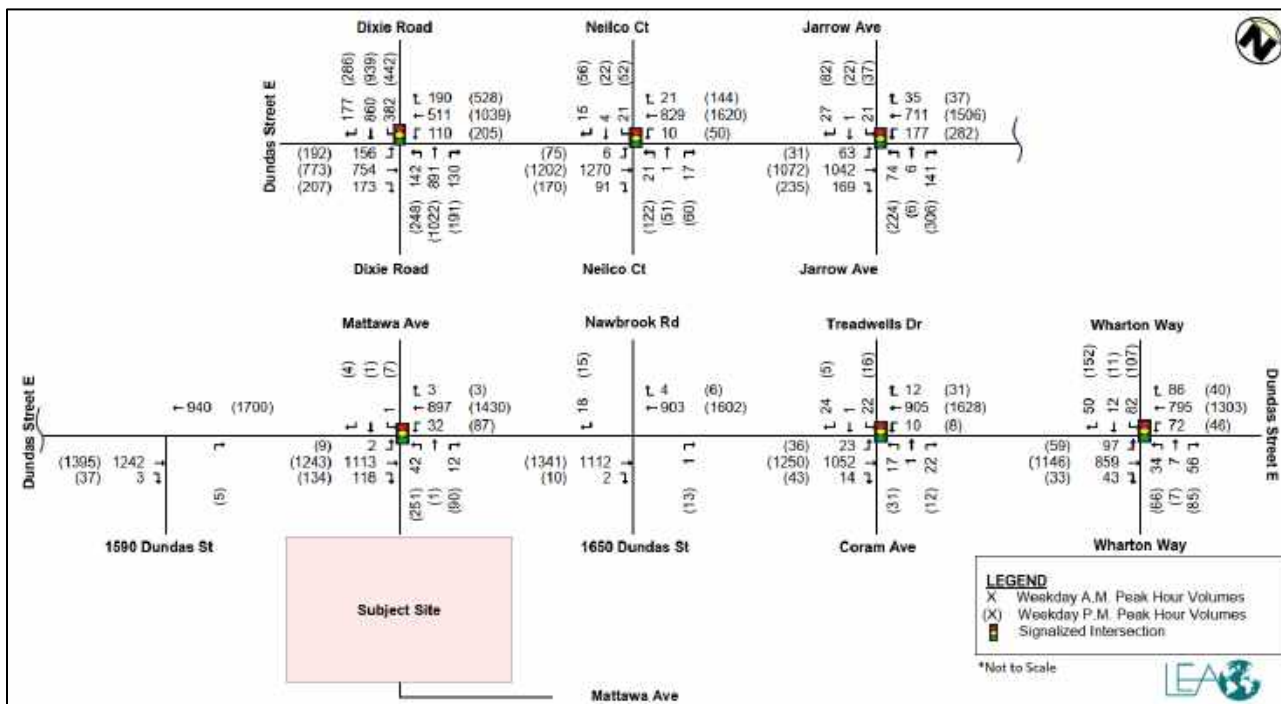 Dixie Road Neilco Ct Jarrow Ave
N
(286) (939) (442) (56) (22) (52) (82) (22) (37)
177 860 382 190 (528) 15 4 21 21 (144) 27 1 21 35 (37)
511 (1039) 829 (1620) 711 (1506)
110 (205) 10 (50) 177 (282)
Dundas Street E
(192) 156 (75) 6 (31) 63
(773) 754 142 891 130 (1202) 1270 21 1 17 (1072) 1042 74 6 141
(207) 173 (170) 91 (235) 169
(248) (1022) (191) (122) (51) (60) (224) (6) (306)
Dixie Road Neilco Ct Jarrow Ave
Mattawa Ave Nawbrook Rd Treadwells Dr Wharton Way
(4) (1) (7) (15) (5) (16) (152) (11) (107)
3 (3) 18 4 (6) 24 1 22 12 (31) 50 12 82 86 (40)
940 (1700) 1 897 (1430) 903 (1602) 905 (1628) 795 (1303)
32 (87) 10 (8) 72 (46)
Dundas Street E Dundas Street E
(9) 2 (36) 23 (59) 97
(1395) 1242 (1243) 1113 42 12 (1341) 1112 1 (1250) 1052 17 1 22 (1146) 859 34 7 56
(37) 3 (134) 118 (10) 2 (43) 14 (33) 43
(5) (251) (1) (90) (13) (31) (12) (66) (7) (85)
1590 Dundas St 1650 Dundas St Coram Ave Wharton Way
Subject Site
LEGEND
X Weekday A.M. Peak Hour Volumes
(X) Weekday P.M. Peak Hour Volumes
Signalized Intersection
*Not to Scale
LEA
Mattawa Ave